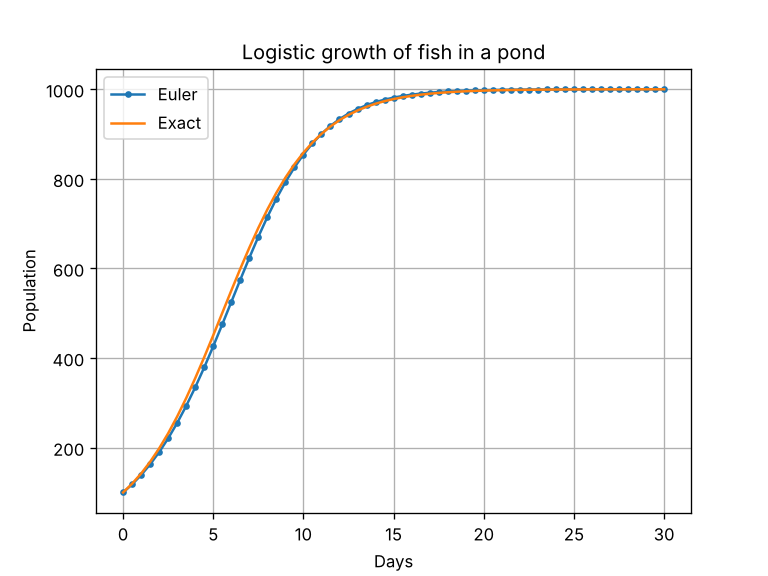 Logistic growth of fish in a pond
Euler
Exact
1000
800
600
400
200
Population
0 5 10 15 20 25 30
Days